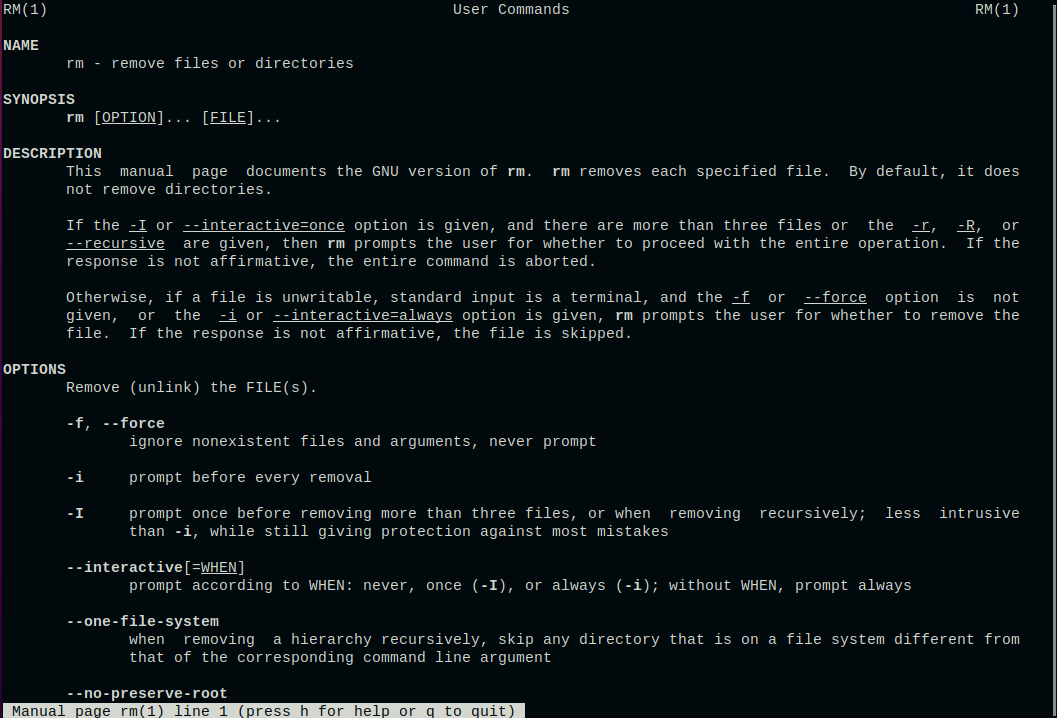 RM(1) User Commands RM(1)
NAME
rm - remove files or directories
SYNOPSIS
rm [OPTION]... [FILE]...
DESCRIPTION
This manual page documents the GNU version of rm. rm removes each specified file. By default, it does
not remove directories.
If the -I or --interactive=once option is given, and there are more than three files or the -r, -R, or
--recursive are given, then rm prompts the user for whether to proceed with the entire operation. If the
response is not affirmative, the entire command is aborted.
Otherwise, if a file is unwritable, standard input is a terminal, and the -f or --force option is not
given, or the -i or --interactive=always option is given, rm prompts the user for whether to remove the
file. If the response is not affirmative, the file is skipped.
OPTIONS
Remove (unlink) the FILE(s).
-f, --force
ignore nonexistent files and arguments, never prompt
-i prompt before every removal
-I prompt once before removing more than three files, or when removing recursively; less intrusive
than -i, while still giving protection against most mistakes
--interactive[=WHEN]
prompt according to WHEN: never, once (-I), or always (-i); without WHEN, prompt always
--one-file-system
when removing a hierarchy recursively, skip any directory that is on a file system different from
that of the corresponding command line argument
--no-preserve-root
Manual page rm(1) line 1 (press h for help or q to quit)